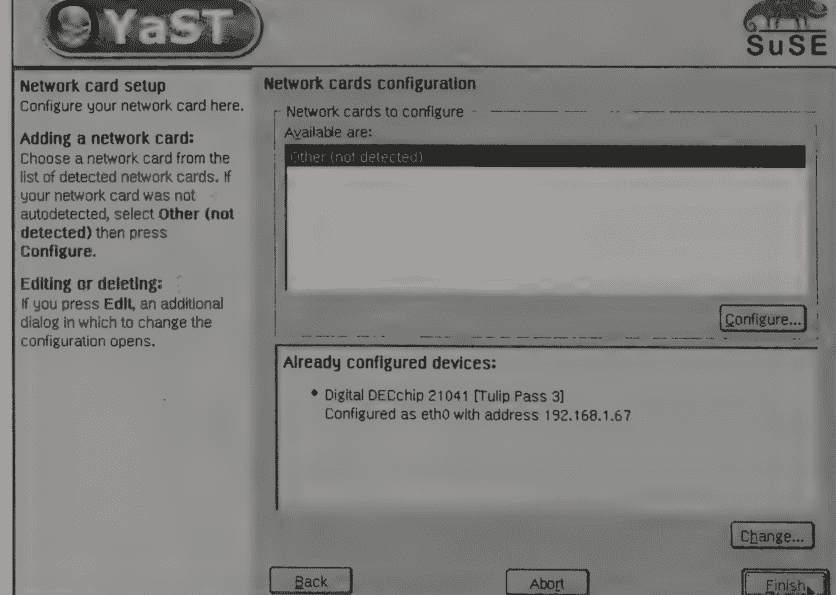 YaST
SuSE
Network card setup
Configure your network card here.
Adding a network card:
Choose a network card from the
list of detected network cards. If
your network card was not
autodetected, select Other (not
detected) then press
Configure.
Editing or deleting:
If you press Edit, an additional
dialog in which to change the
configuration opens.
Network cards configuration
Network cards to configure
Available are:
Other (not detected)
Configure...
Already configured devices:
• Digital DECchip 21041 [Tulip Pass 3]
Configured as eth0 with address 192.168.1.67
Change...
Back
Abort
Finish